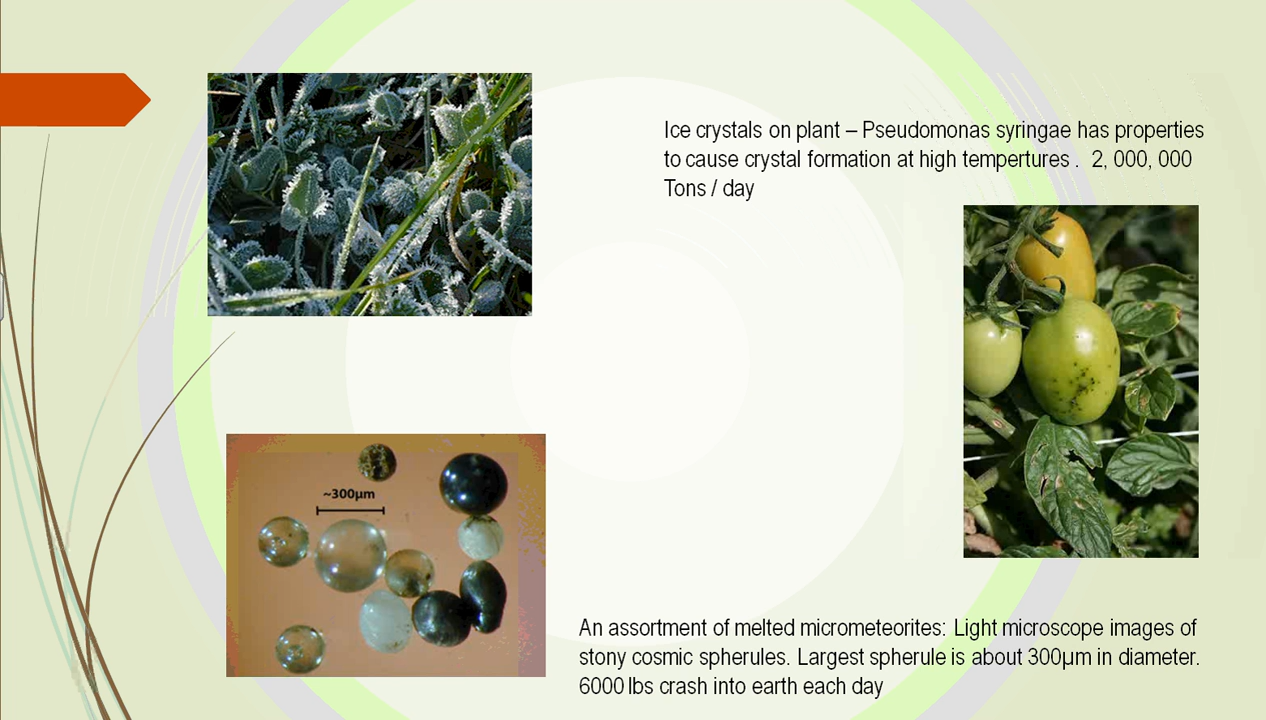 Ice crystals on plant – Pseudomonas syringae has properties
to cause crystal formation at high tempertures .  2, 000, 000
Tons / day
~300µm
An assortment of melted micrometeorites: Light microscope images of
stony cosmic spherules. Largest spherule is about 300µm in diameter.
6000 lbs crash into earth each day